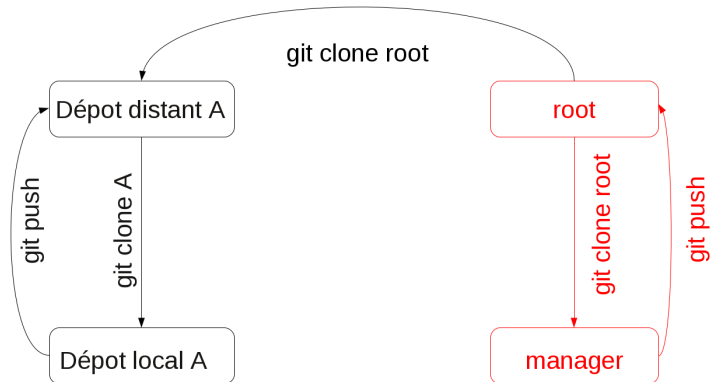 git clone root
Dépot distant A
root
git push
git clone A
git clone root
git push
Dépot local A
manager